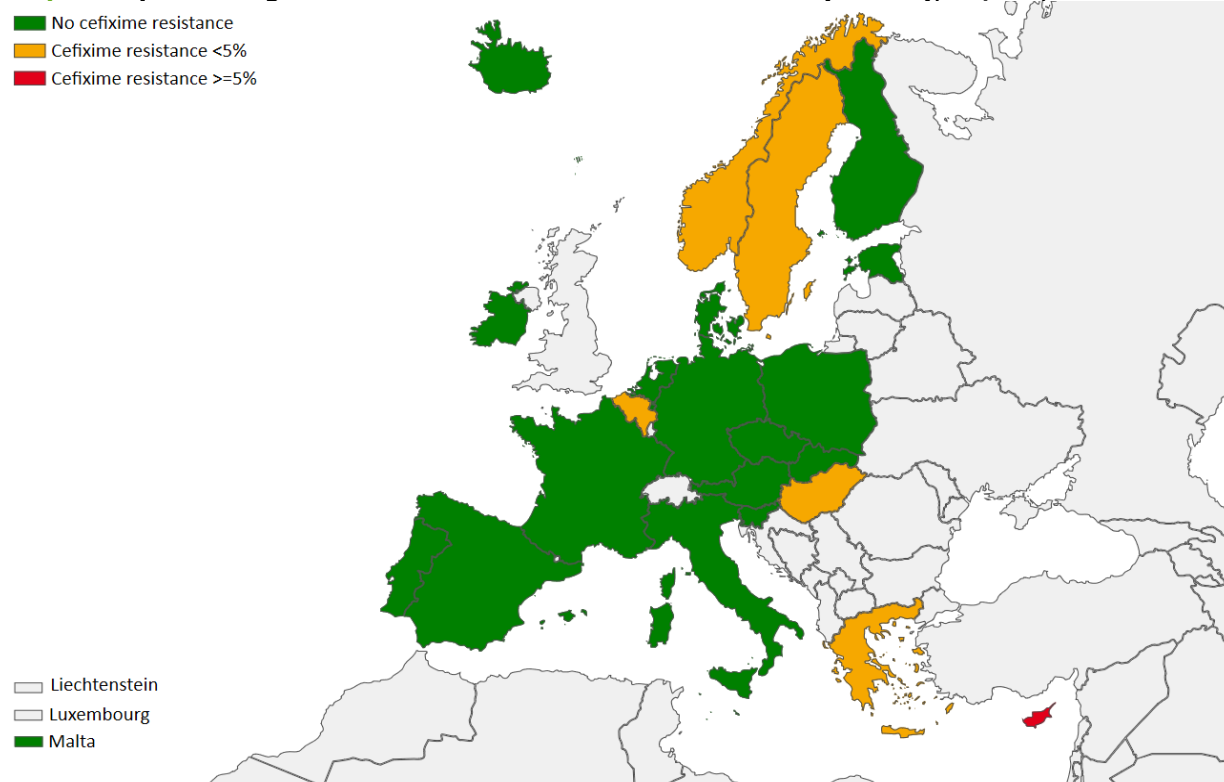 No cefixime resistance
Cefixime resistance <5%
Cefixime resistance >=5%
Liechtenstein
Luxembourg
Malta